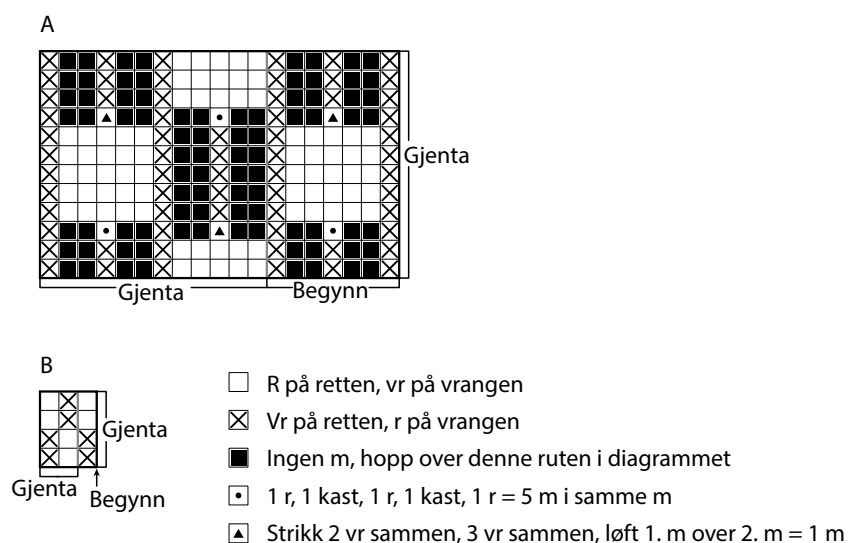 A
Gjenta
Gjenta
Begynn
B
Gjenta
Gjenta
Begynn
R på retten, vr på vrangen
Vr på retten, r på vrangen
Ingen m, hopp over denne ruten i diagrammet
1 r, 1 kast, 1 r, 1 kast, 1 r = 5 m i samme m
Strikk 2 vr sammen, 3 vr sammen, løft 1. m over 2. m = 1 m